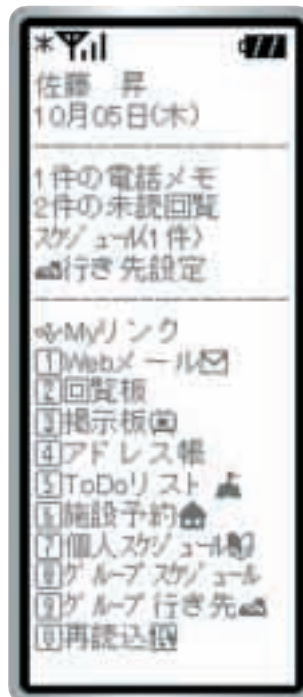 佐藤 昇
10月05日(木)
1件の電話メモ
2件の未読回覧
スケジュール(1件)
行き先設定
Myリンク
1Webメール
2回覧板
3掲示板
4アドレス帳
5ToDoリスト
6施設予約
7個人スケジュール
8グループスケジュール
9グループ行き先
0再読込